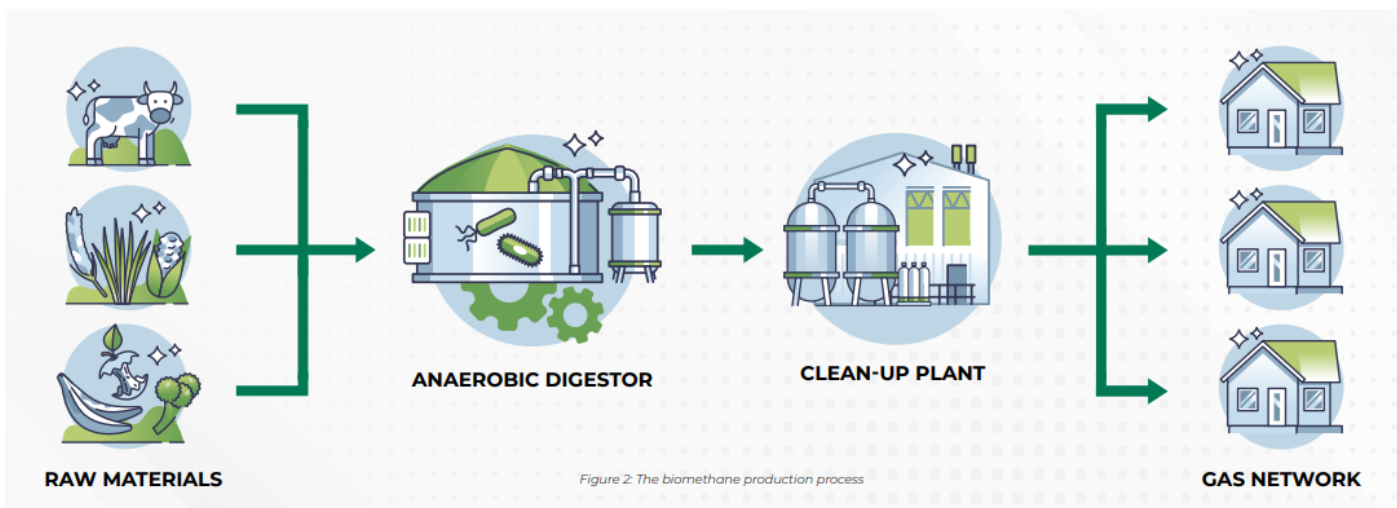 ANAEROBIC DIGESTOR
CLEAN-UP PLANT
RAW MATERIALS
Figure 2: The biomethane production process
GAS NETWORK